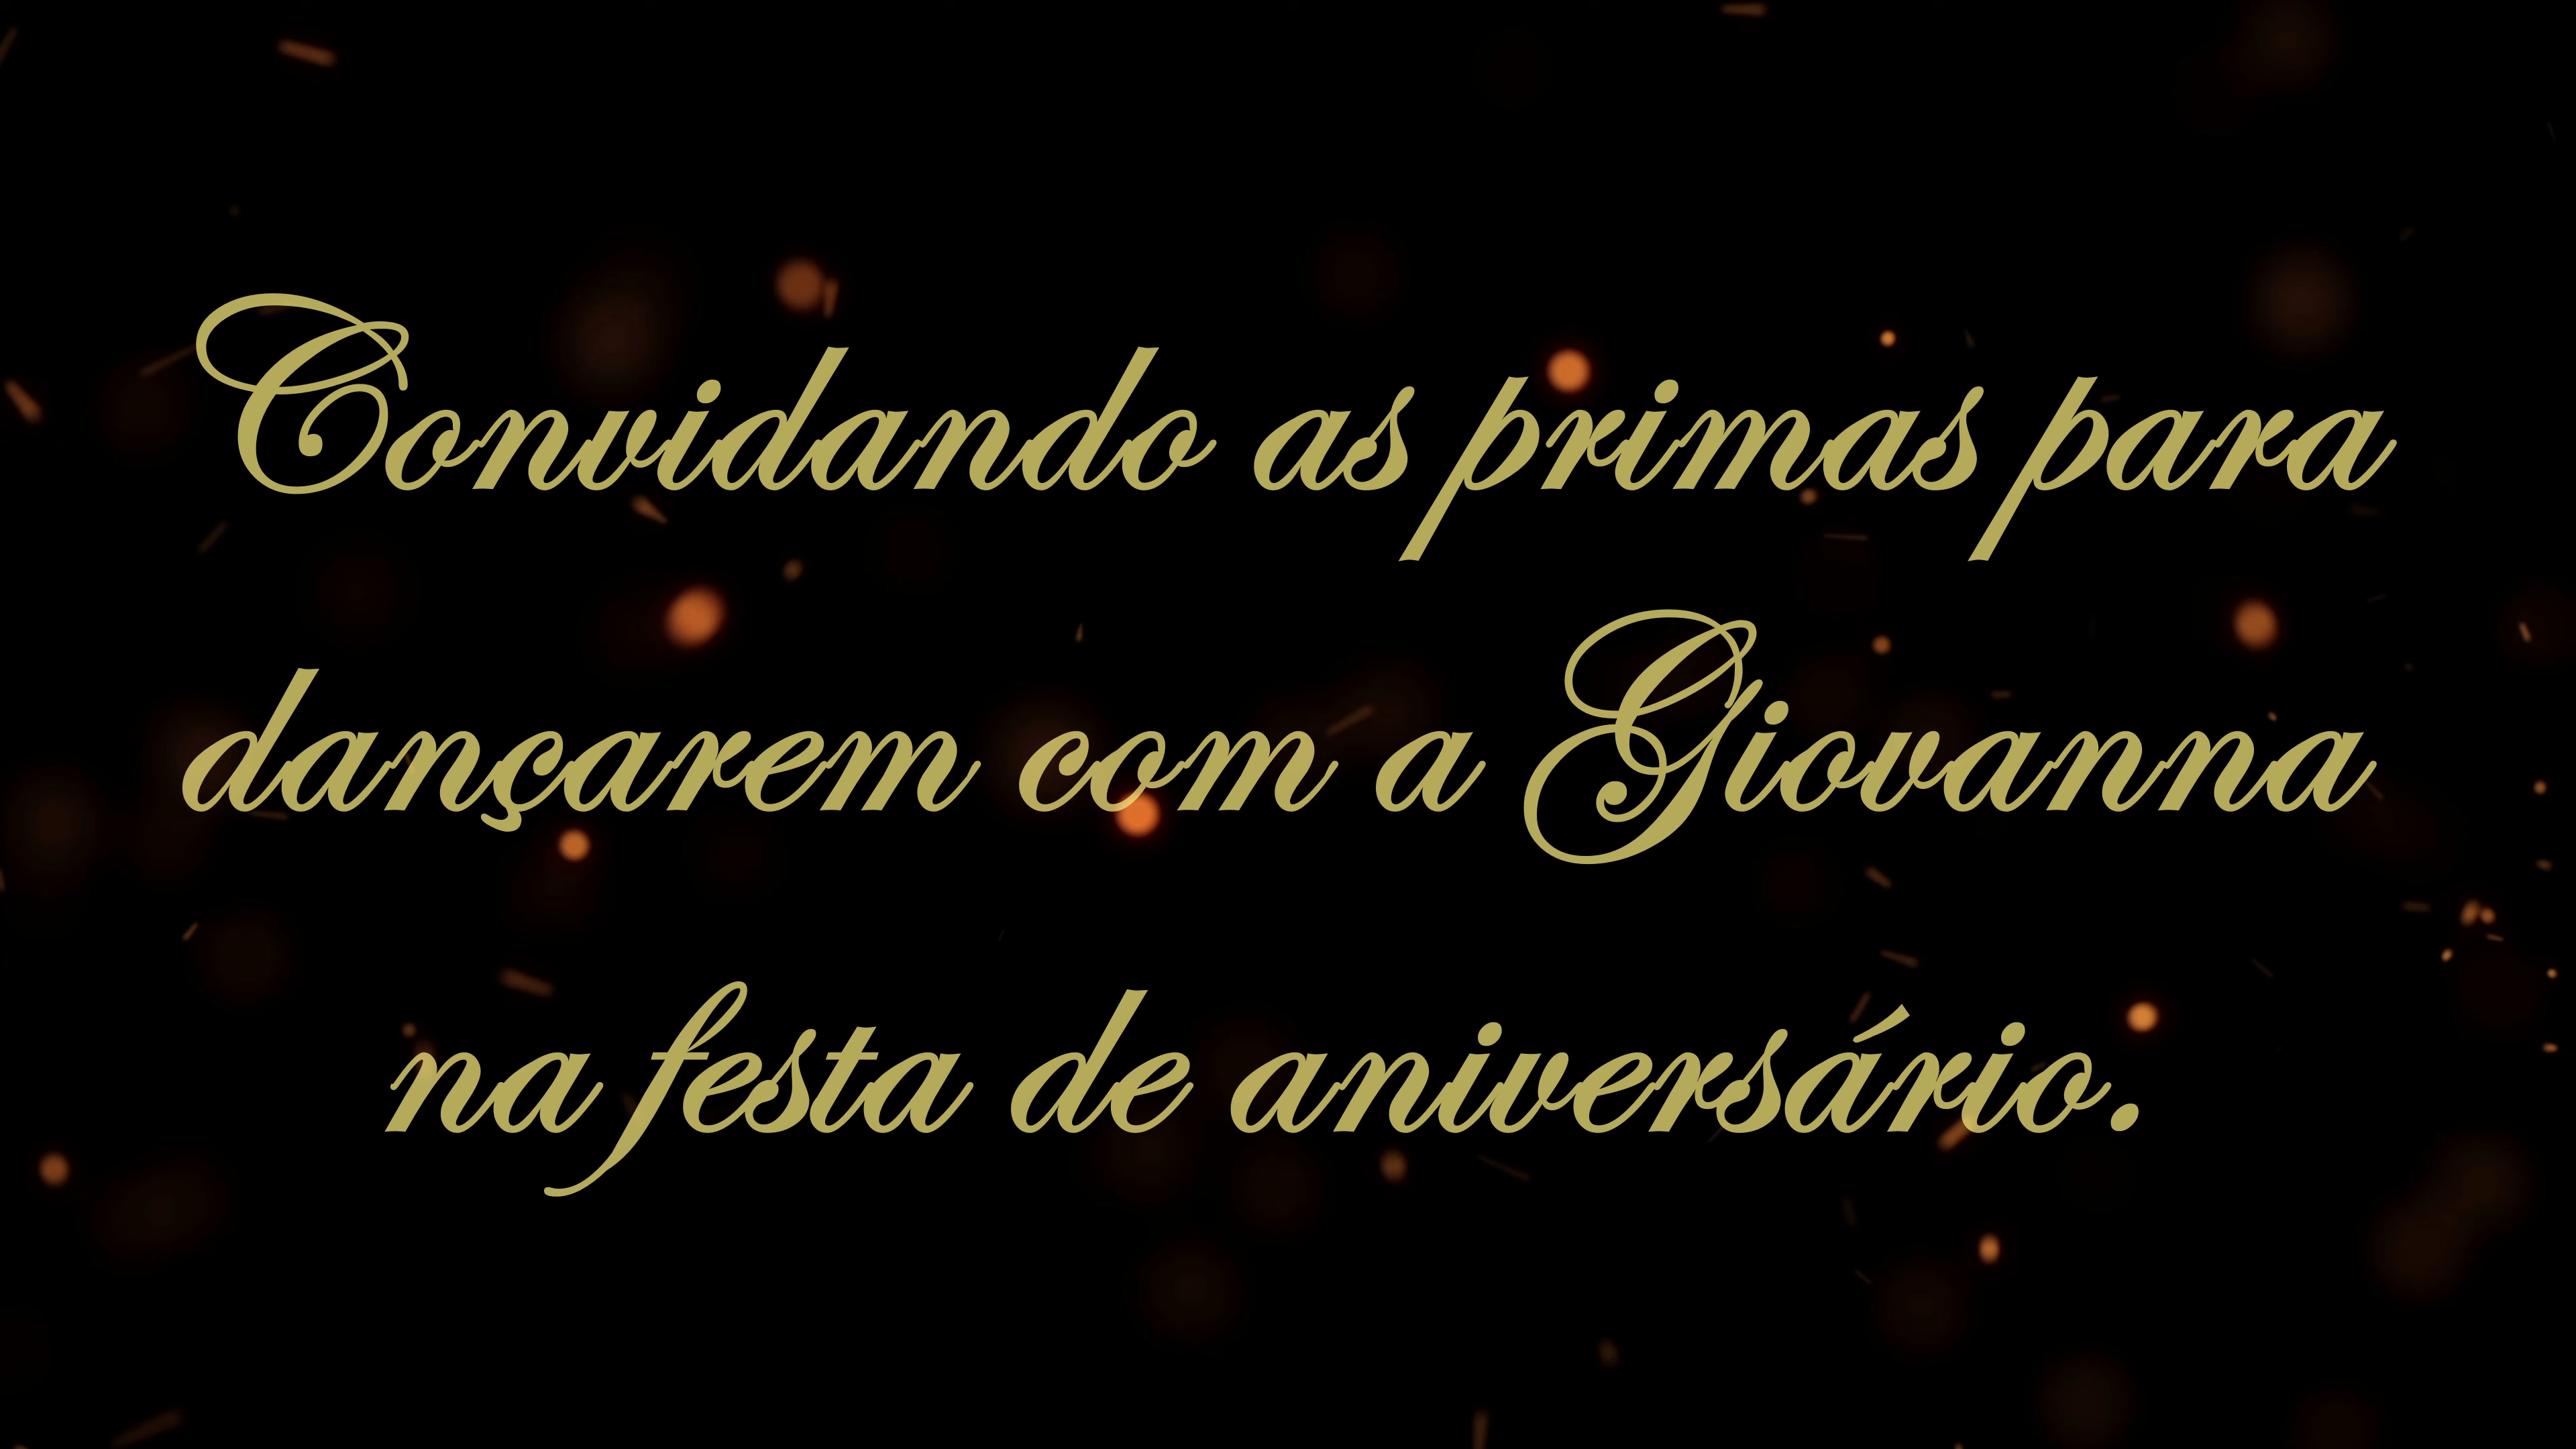 Convidando as primas para
dançarem com a Giovanna
na festa de aniversário.